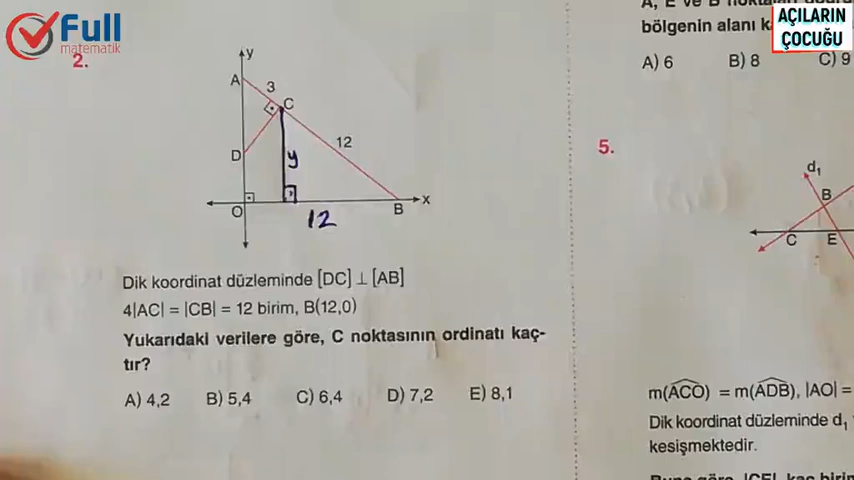 Full
matematik
2.
y
A
3
C
12
D
y
O
B
x
12
Dik koordinat düzleminde [DC] ⊥ [AB]
4|AC| = |CB| = 12 birim, B(12,0)
Yukarıdaki verilere göre, C noktasının ordinatı kaç-
tır?
A) 4,2 B) 5,4 C) 6,4 D) 7,2 E) 8,1
A, E ve B
bölgenin alanı
A) 6 B) 8 C) 9
AÇILARIN
ÇOCUĞU
5.
d₁
B
C
E
m(ACO) = m(ADB), |AO| =
Dik koordinat düzleminde d₁
kesişmektedir.